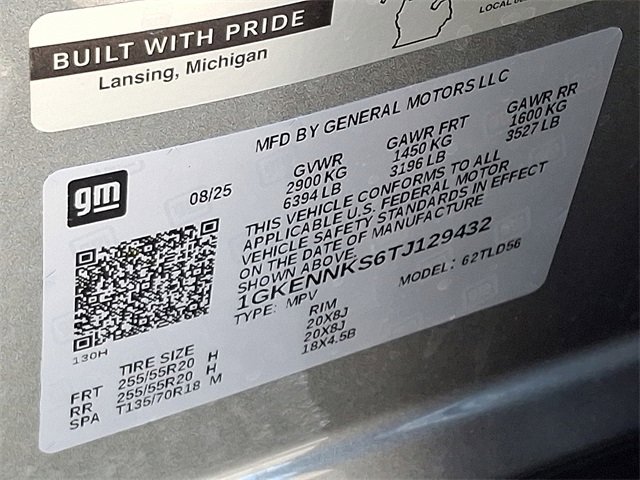 BUILT WITH PRIDE
Lansing, Michigan
MFD BY GENERAL MOTORS LLC
gm
08/25
GVWR GAWR FRT GAWR RR
2900 KG 1450 KG 1600 KG
6394 LB 3196 LB 3527 LB
THIS VEHICLE CONFORMS TO ALL
APPLICABLE U.S. FEDERAL MOTOR
VEHICLE SAFETY STANDARDS IN EFFECT
ON THE DATE OF MANUFACTURE
SHOWN ABOVE.
1GKENNKS6TJ129432
TYPE: MPV MODEL: 62TLD56
130H
TIRE SIZE RIM
FRT 255/55R20 H 20X8J
RR 255/55R20 H 20X8J
SPA T135/70R18 M 18X4.5B